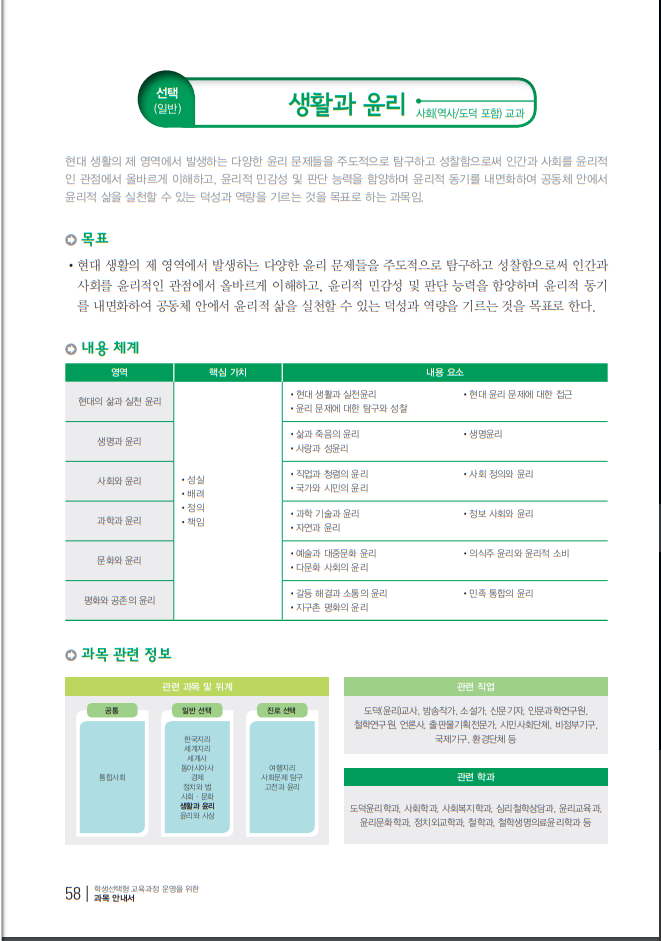 선택
(일반)
생활과 윤리
사회(역사/도덕 포함) 교과
현대 생활의 제 영역에서 발생하는 다양한 윤리 문제들을 주도적으로 탐구하고 성찰함으로써 인간과 사회를 윤리적
인 관점에서 올바르게 이해하고, 윤리적 민감성 및 판단 능력을 함양하며 윤리적 동기를 내면화하여 공동체 안에서
윤리적 삶을 실천할 수 있는 덕성과 역량을 기르는 것을 목표로 하는 과목임.
목표
• 현대 생활의 제 영역에서 발생하는 다양한 윤리 문제들을 주도적으로 탐구하고 성찰함으로써 인간과
사회를 윤리적인 관점에서 올바르게 이해하고, 윤리적 민감성 및 판단 능력을 함양하며 윤리적 동기
를 내면화하여 공동체 안에서 윤리적 삶을 실천할 수 있는 덕성과 역량을 기르는 것을 목표로 한다.
내용 체계
영역 핵심 가치 내용 요소
현대의 삶과 실천 윤리
• 현대 생활과 실천윤리 • 현대 윤리 문제에 대한 접근
• 윤리 문제에 대한 탐구와 성찰
생명과 윤리
• 삶과 죽음의 윤리 • 생명윤리
• 사랑과 성윤리
사회와 윤리
• 직업과 청렴의 윤리 • 사회 정의와 윤리
• 국가와 시민의 윤리
• 성실
• 배려
• 정의
• 책임
과학과 윤리
• 과학 기술과 윤리 • 정보 사회와 윤리
• 자연과 윤리
문화와 윤리
• 예술과 대중문화 윤리 • 의식주 윤리와 윤리적 소비
• 다문화 사회의 윤리
평화와 공존의 윤리
• 갈등 해결과 소통의 윤리 • 민족 통합의 윤리
• 지구촌 평화의 윤리
과목 관련 정보
관련 과목 및 위계
공통
통합사회
일반 선택
한국지리
세계지리
세계사
동아시아사
경제
정치와 법
사회 · 문화
생활과 윤리
윤리와 사상
진로 선택
여행지리
사회문제 탐구
고전과 윤리
관련 직업
도덕(윤리)교사, 방송작가, 소설가, 신문기자, 인문과학연구원,
철학연구원, 언론사, 출판물기획전문가, 시민사회단체, 비정부기구,
국제기구, 환경단체 등
관련 학과
도덕윤리학과, 사회학과, 사회복지학과, 심리철학상담과, 윤리교육과,
윤리문화학과, 정치외교학과, 철학과, 철학생명의료윤리학과 등
58
학생선택형 교육과정 운영을 위한
과목 안내서